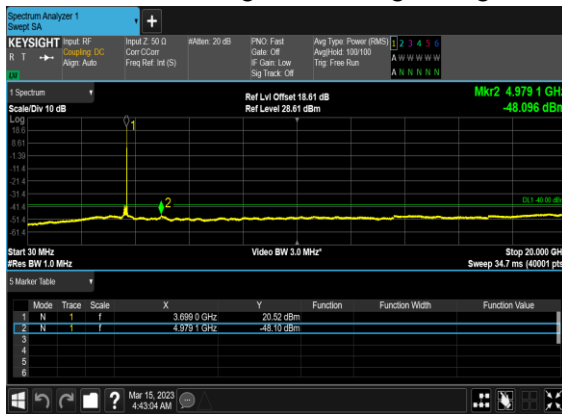 Spectrum Analyzer 1
Swept SA
KEYSIGHT Input: RF Input Z: 50 Ω #Atten: 20 dB PNO: Fast Avg Type: Power (RMS) 1 2 3 4 5 6
R T Coupling: DC Corr CCorr Gate: Off Avg|Hold: 100/100 A W W W W W
Align: Auto Freq Ref: Int (S) IF Gain: Low Trig: Free Run
Sig Track: Off A N N N N N
LXI
1 Spectrum
Scale/Div 10 dB Ref Lvl Offset 18.61 dB Mkr2 4.979 1 GHz
Ref Level 28.61 dBm -48.096 dBm
Log
18.6
8.61
-1.39
-11.4
-21.4
-31.4
-41.4
-51.4
-61.4
1
2
DL1 -40.00 dBm
Start 30 MHz Video BW 3.0 MHz* Stop 20.000 GHz
#Res BW 1.0 MHz Sweep 34.7 ms (40001 pts)
5 Marker Table
Mode Trace Scale X Y Function Function Width Function Value
1 N 1 f 3.699 0 GHz 20.52 dBm
2 N 1 f 4.979 1 GHz -48.10 dBm
3
4
5
6
? Mar 15, 2023
4:43:04 AM